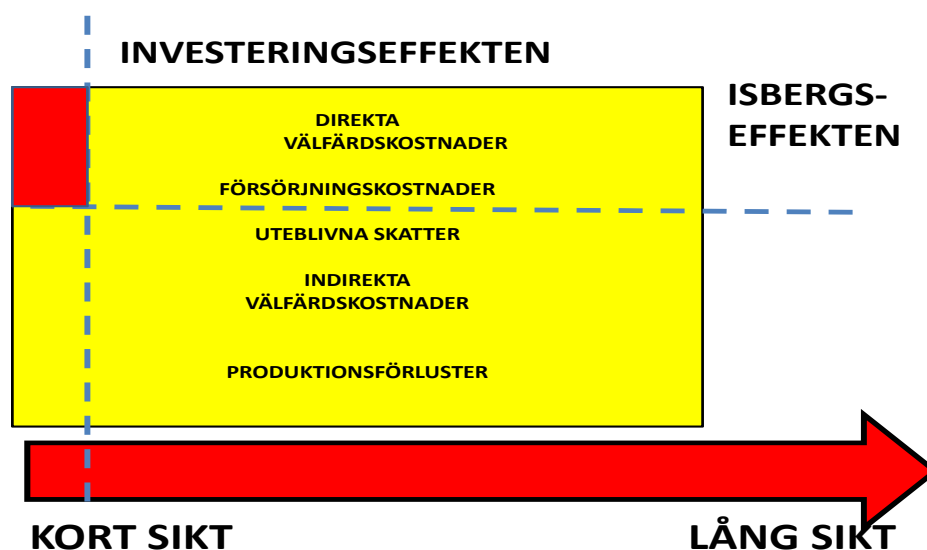 INVESTERINGSEFFEKTEN
ISBERGS-
EFFEKTEN
DIREKTA
VÄLFÄRDSKOSTNADER
FÖRSÖRJNINGSKOSTNADER
UTEBLIVNA SKATTER
INDIREKTA
VÄLFÄRDSKOSTNADER
PRODUKTIONSFÖRLUSTER
KORT SIKT
LÅNG SIKT